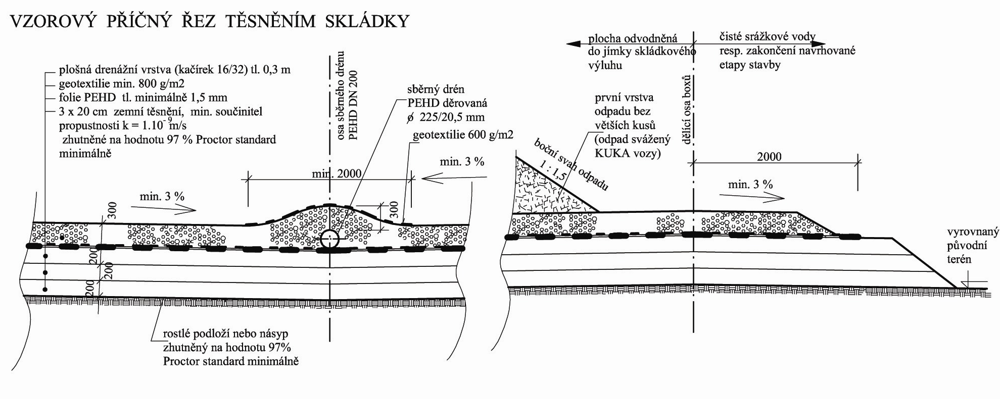 VZOROVÝ PŘÍČNÝ ŘEZ TĚSNĚNÍM SKLÁDKY
plošná drenážní vrstva (kačírek 16/32) tl. 0,3 m
geotextilie min. 800 g/m2
folie PEHD tl. minimálně 1,5 mm
3 x 20 cm zemní těsnění, min. součinitel
propustnosti k = 1.10-9m/s
zhutněné na hodnotu 97 % Proctor standard
minimálně
osa sběrného drénu
PEHD DN 200
sběrný drén
PEHD děrovaná
ø 225/20,5 mm
geotextilie 600 g/m2
min. 3 %
min. 2000
min. 3 %
300
300
200
200
200
rostlé podloží nebo násyp
zhutněný na hodnotu 97%
Proctor standard minimálně
plocha odvodněná
do jímky skládkového
výluhu
čisté srážkové vody
resp. zakončení navrhované
etapy stavby
dělící osa boxů
první vrstva
odpadu bez
větších kusů
(odpad svážený
KUKA vozy)
boční svah odpadu
1 : 1,5
2000
min. 3 %
vyrovnaný
původní
terén